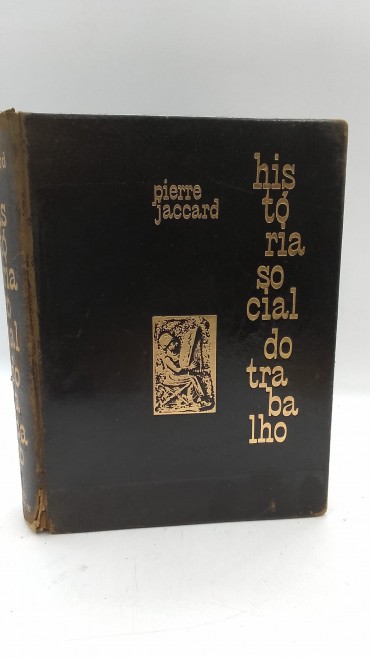 pierre
jaccard
his
tó
ria
so
cial
do
tra
ba
lho